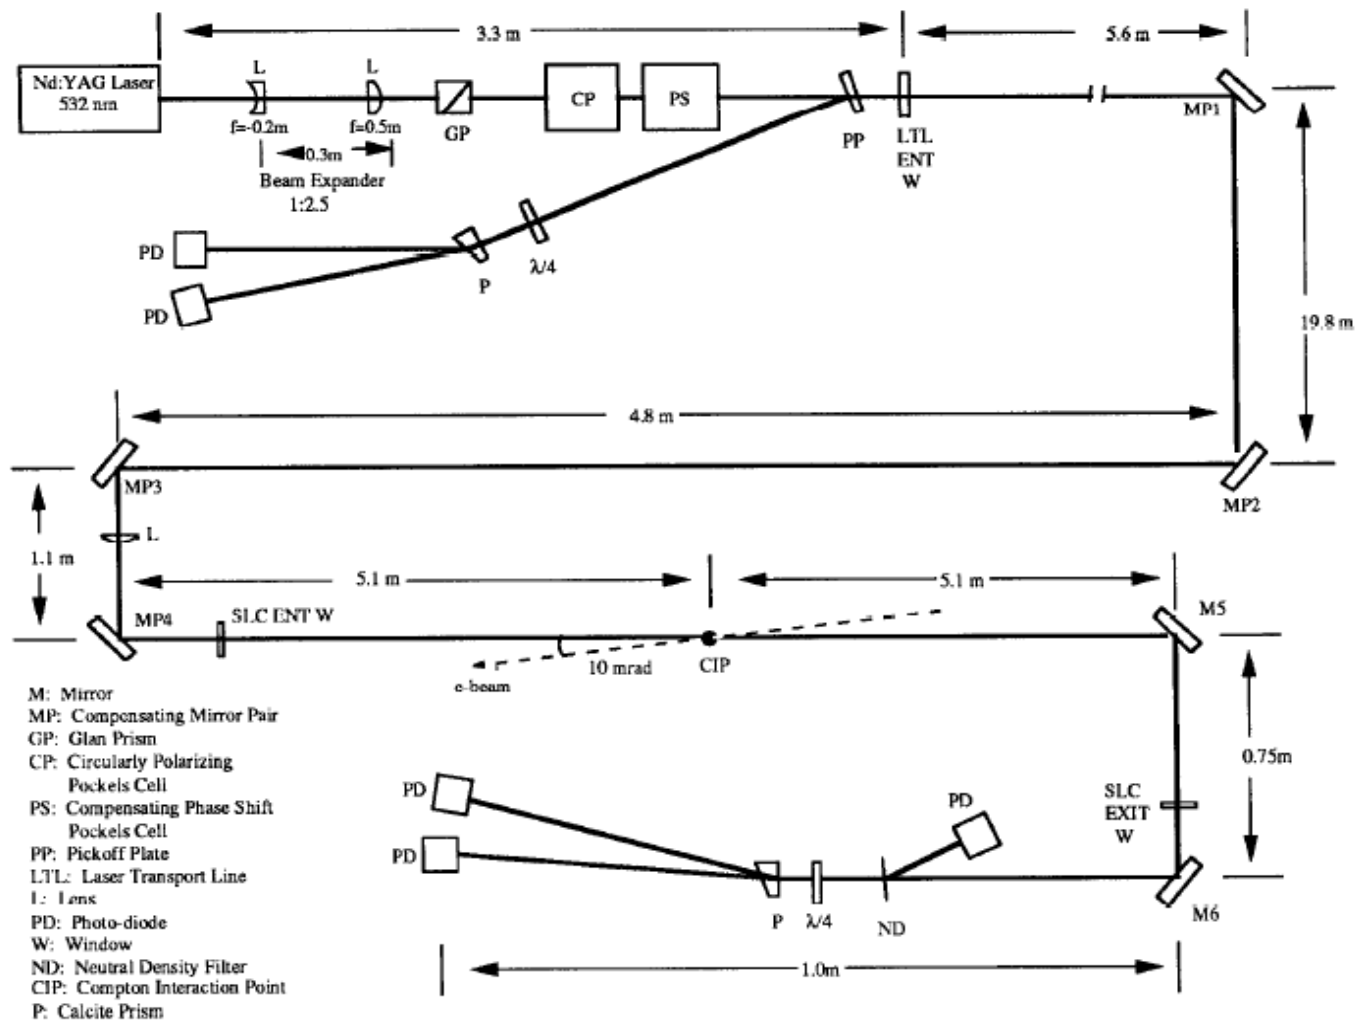 3.3 m
5.6 m
Nd:YAG Laser
532 nm
L
L
f=-0.2m
f=0.5m
GP
CP
PS
PP
LTL
ENT
W
MP1
0.3m
Beam Expander
1:2.5
PD
PD
P
λ/4
19.8 m
4.8 m
MP3
MP2
L
1.1 m
5.1 m
5.1 m
MP4
SLC ENT W
M5
10 mrad
CIP
e-beam
0.75m
M: Mirror
MP: Compensating Mirror Pair
GP: Glan Prism
CP: Circularly Polarizing
Pockels Cell
PS: Compensating Phase Shift
Pockels Cell
PP: Pickoff Plate
LTL: Laser Transport Line
L: Lens
PD: Photo-diode
W: Window
ND: Neutral Density Filter
CIP: Compton Interaction Point
P: Calcite Prism
PD
PD
PD
SLC
EXIT
W
P
λ/4
ND
M6
1.0m